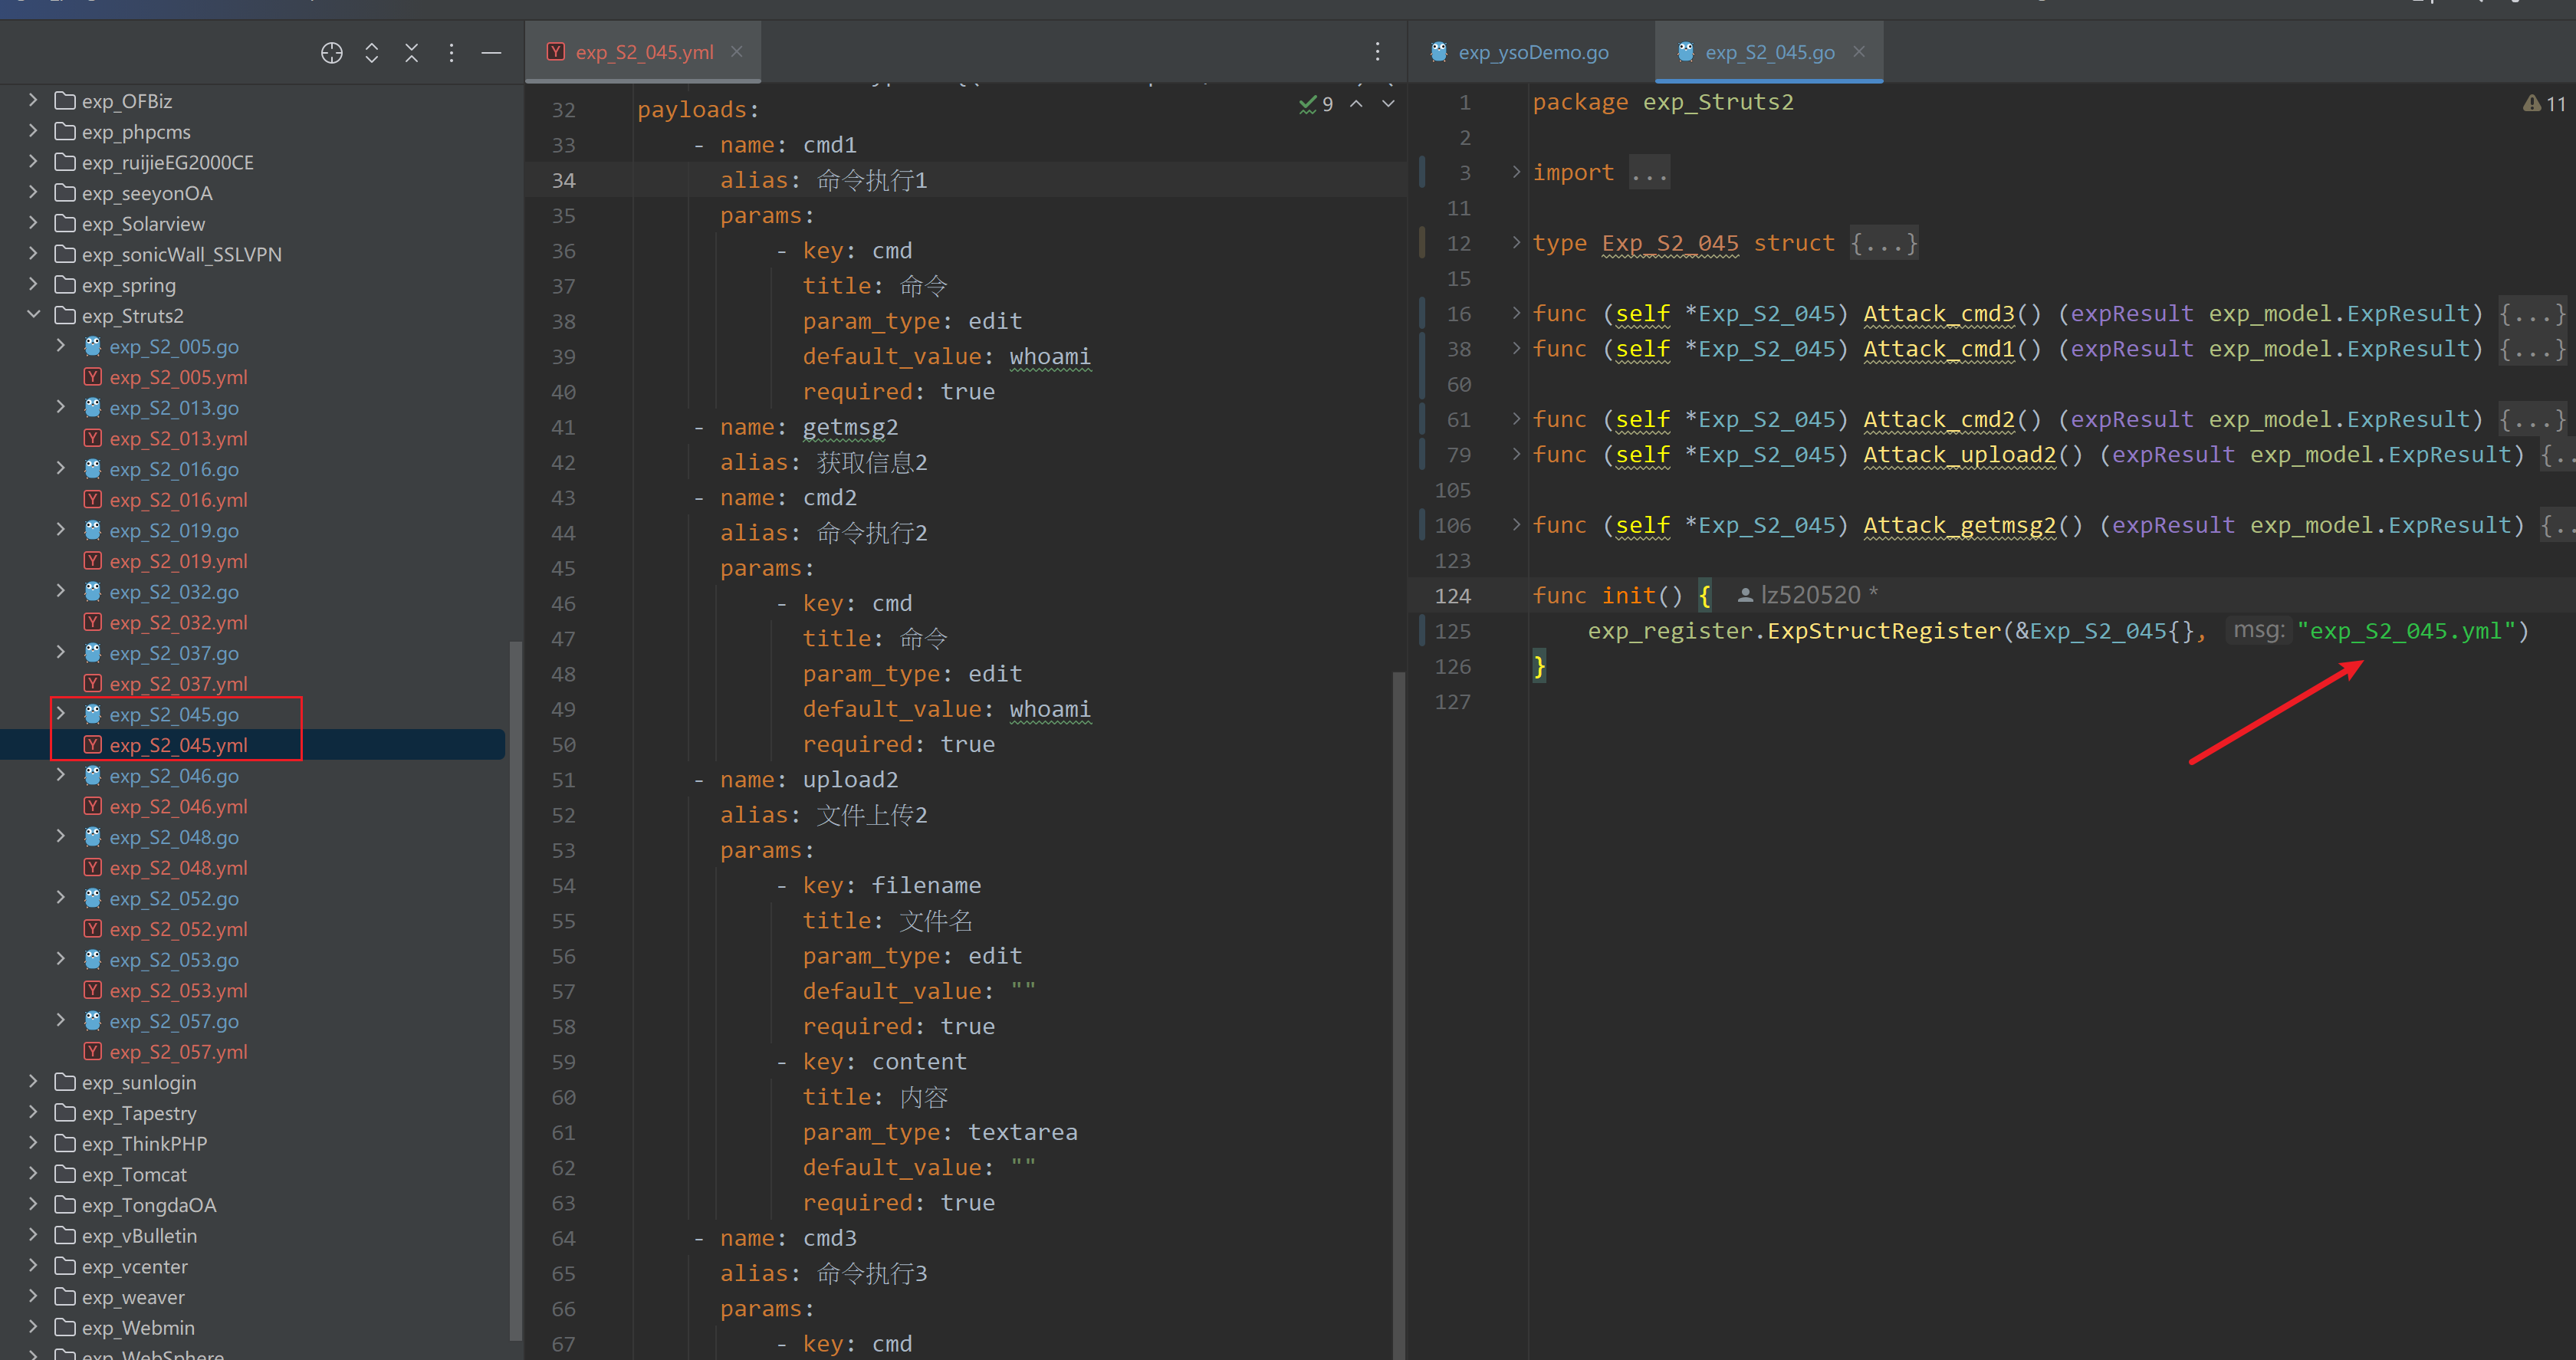 exp_OFBiz
exp_phpcms
exp_ruijieEG2000CE
exp_seeyonOA
exp_Solarview
exp_sonicWall_SSLVPN
exp_spring
exp_Struts2
exp_S2_005.go
exp_S2_005.yml
exp_S2_013.go
exp_S2_013.yml
exp_S2_016.go
exp_S2_016.yml
exp_S2_019.go
exp_S2_019.yml
exp_S2_032.go
exp_S2_032.yml
exp_S2_037.go
exp_S2_037.yml
exp_S2_045.go
exp_S2_045.yml
exp_S2_046.go
exp_S2_046.yml
exp_S2_048.go
exp_S2_048.yml
exp_S2_052.go
exp_S2_052.yml
exp_S2_053.go
exp_S2_053.yml
exp_S2_057.go
exp_S2_057.yml
exp_sunlogin
exp_Tapestry
exp_ThinkPHP
exp_Tomcat
exp_TongdaOA
exp_vBulletin
exp_vcenter
exp_weaver
exp_Webmin
exp_WebSphere
exp_S2_045.yml
9
32 payloads:
33 - name: cmd1
34 alias: 命令执行1
35 params:
36 - key: cmd
37 title: 命令
38 param_type: edit
39 default_value: whoami
40 required: true
41 - name: getmsg2
42 alias: 获取信息2
43 - name: cmd2
44 alias: 命令执行2
45 params:
46 - key: cmd
47 title: 命令
48 param_type: edit
49 default_value: whoami
50 required: true
51 - name: upload2
52 alias: 文件上传2
53 params:
54 - key: filename
55 title: 文件名
56 param_type: edit
57 default_value: ""
58 required: true
59 - key: content
60 title: 内容
61 param_type: textarea
62 default_value: ""
63 required: true
64 - name: cmd3
65 alias: 命令执行3
66 params:
67 - key: cmd
exp_ysoDemo.go exp_S2_045.go
11
1 package exp_Struts2
2
3 import ...
11
12 type Exp_S2_045 struct {...}
15
16 func (self *Exp_S2_045) Attack_cmd3() (expResult exp_model.ExpResult) {...}
38 func (self *Exp_S2_045) Attack_cmd1() (expResult exp_model.ExpResult) {...}
60
61 func (self *Exp_S2_045) Attack_cmd2() (expResult exp_model.ExpResult) {...}
79 func (self *Exp_S2_045) Attack_upload2() (expResult exp_model.ExpResult) {..
105
106 func (self *Exp_S2_045) Attack_getmsg2() (expResult exp_model.ExpResult) {..
123
124 func init() { lz520520 *
125 exp_register.ExpStructRegister(&Exp_S2_045{}, msg: "exp_S2_045.yml")
126 }
127